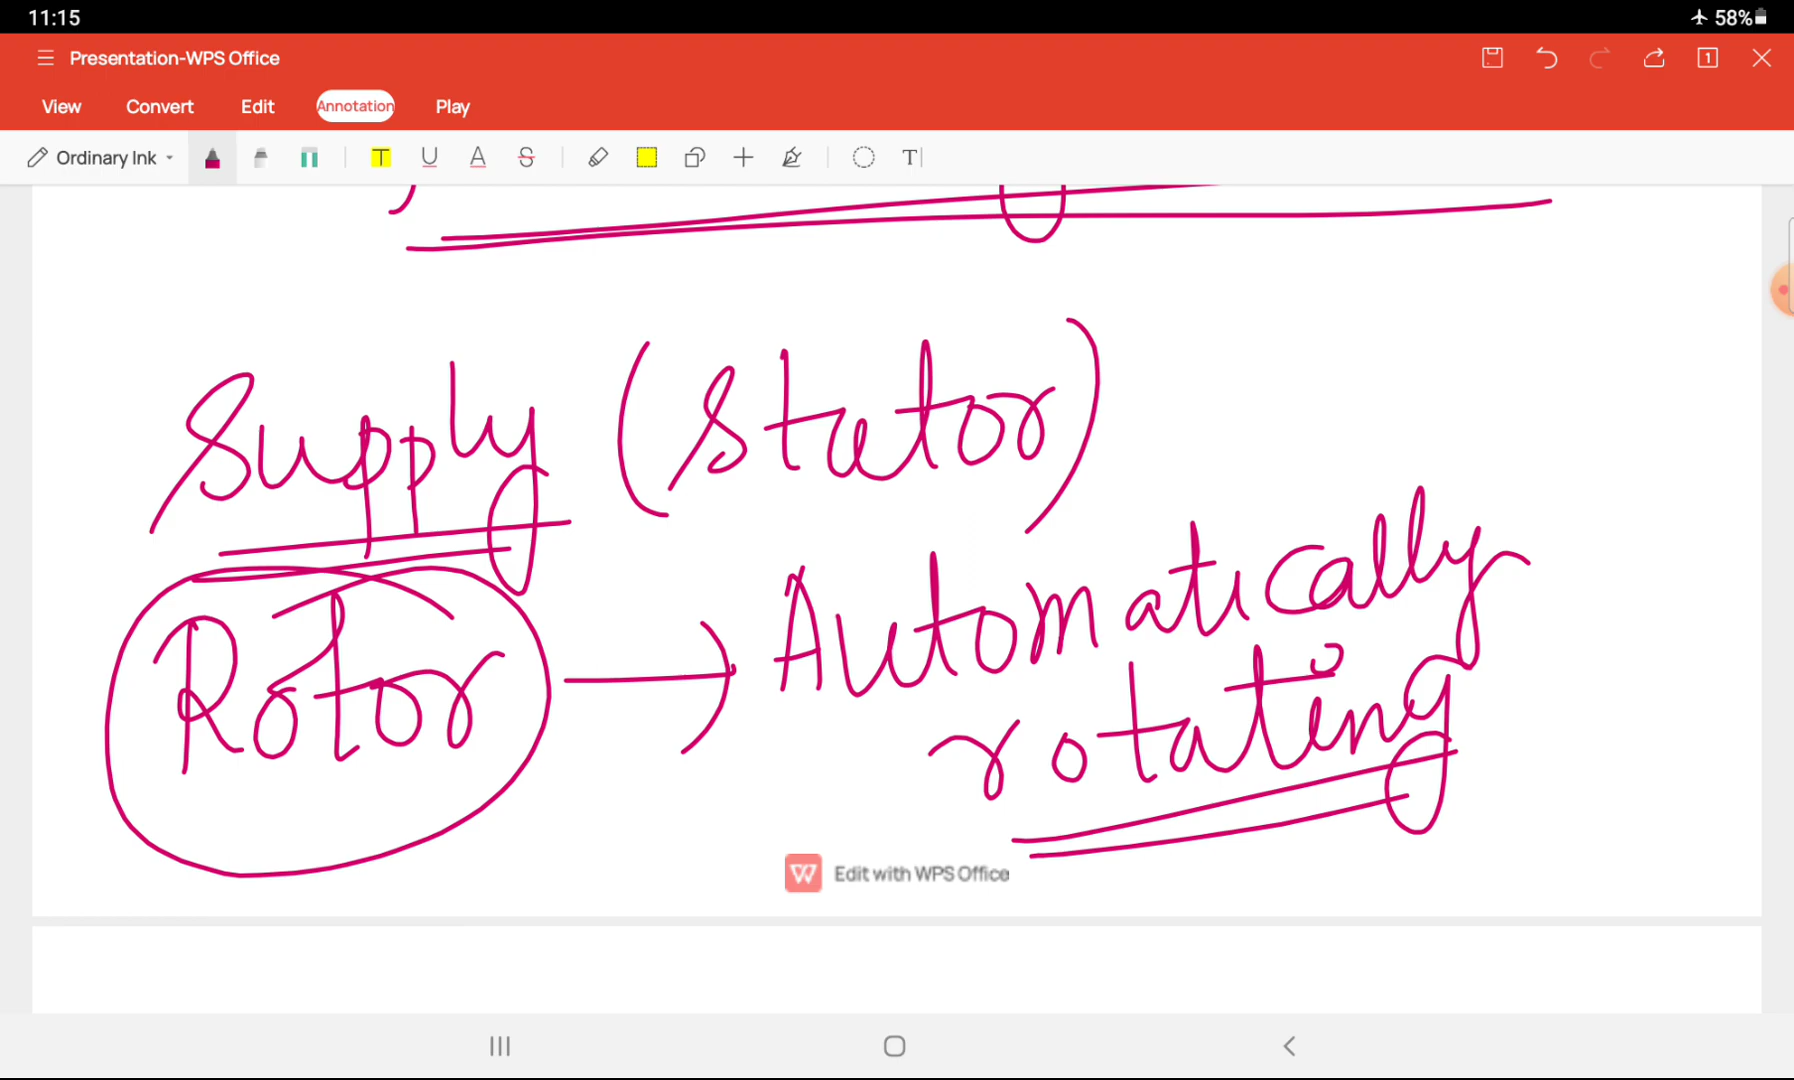 11:15
58%
Presentation-WPS Office
1
View Convert Edit Annotation Play
Ordinary Ink T U A S T
Supply (Stator)
Rotor → Automatically
rotating
Edit with WPS Office